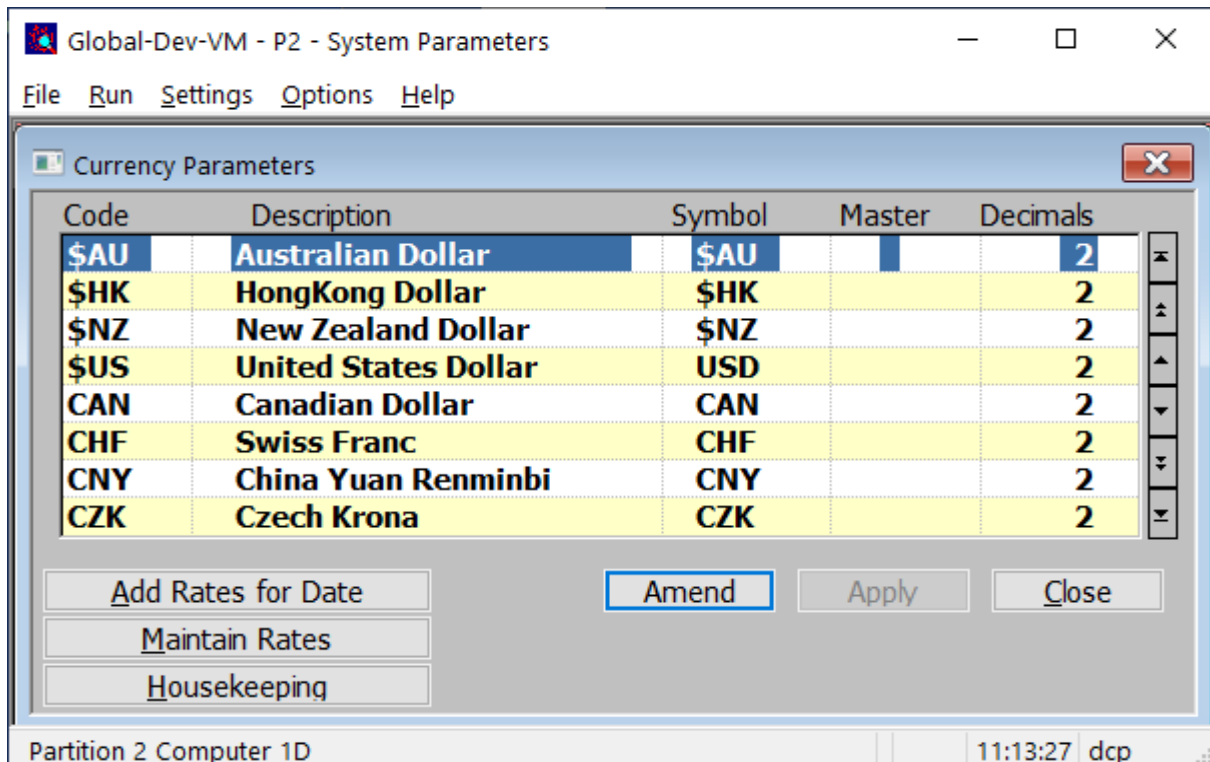 Global-Dev-VM - P2 - System Parameters
File Run Settings Options Help
Currency Parameters
Code Description Symbol Master Decimals
$AU Australian Dollar $AU 2
$HK HongKong Dollar $HK 2
$NZ New Zealand Dollar $NZ 2
$US United States Dollar USD 2
CAN Canadian Dollar CAN 2
CHF Swiss Franc CHF 2
CNY China Yuan Renminbi CNY 2
CZK Czech Krona CZK 2
Add Rates for Date Amend Apply Close
Maintain Rates
Housekeeping
Partition 2 Computer 1D 11:13:27 dcp